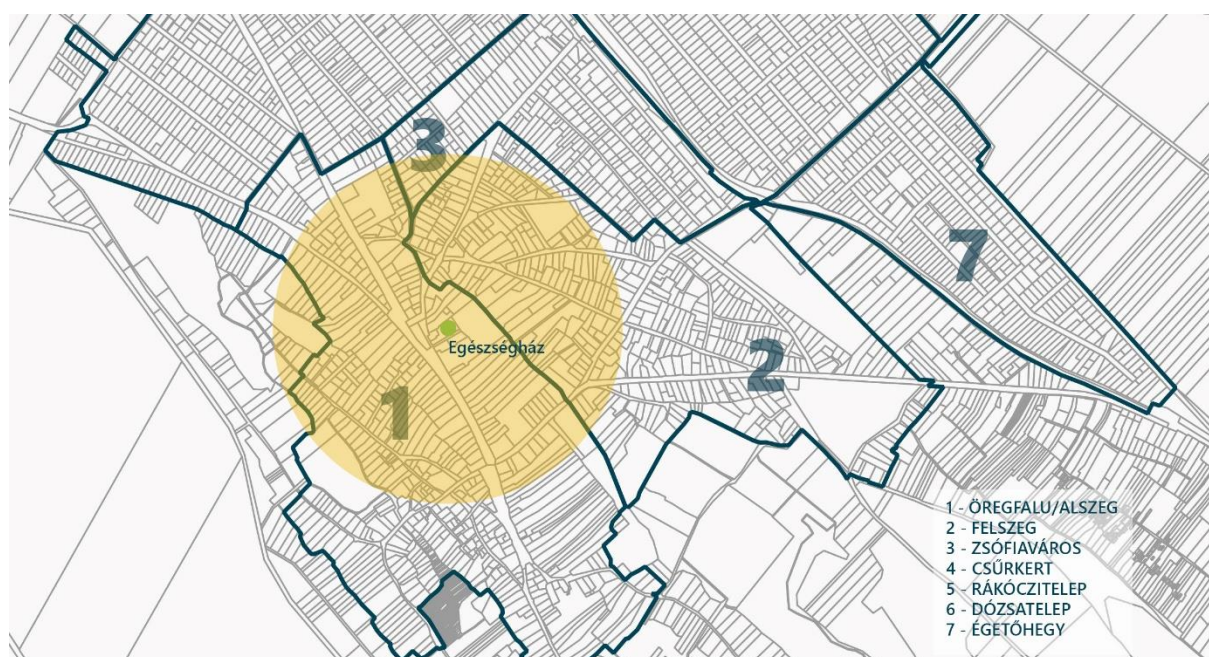 3
7
Egészségház
2
1
1 - ÖREGFALU/ALSZEG
2 - FELSZEG
3 - ZSÓFIAVÁROS
4 - CSŰRKERT
5 - RÁKÓCZITELEP
6 - DÓZSATELEP
7 - ÉGETŐHEGY